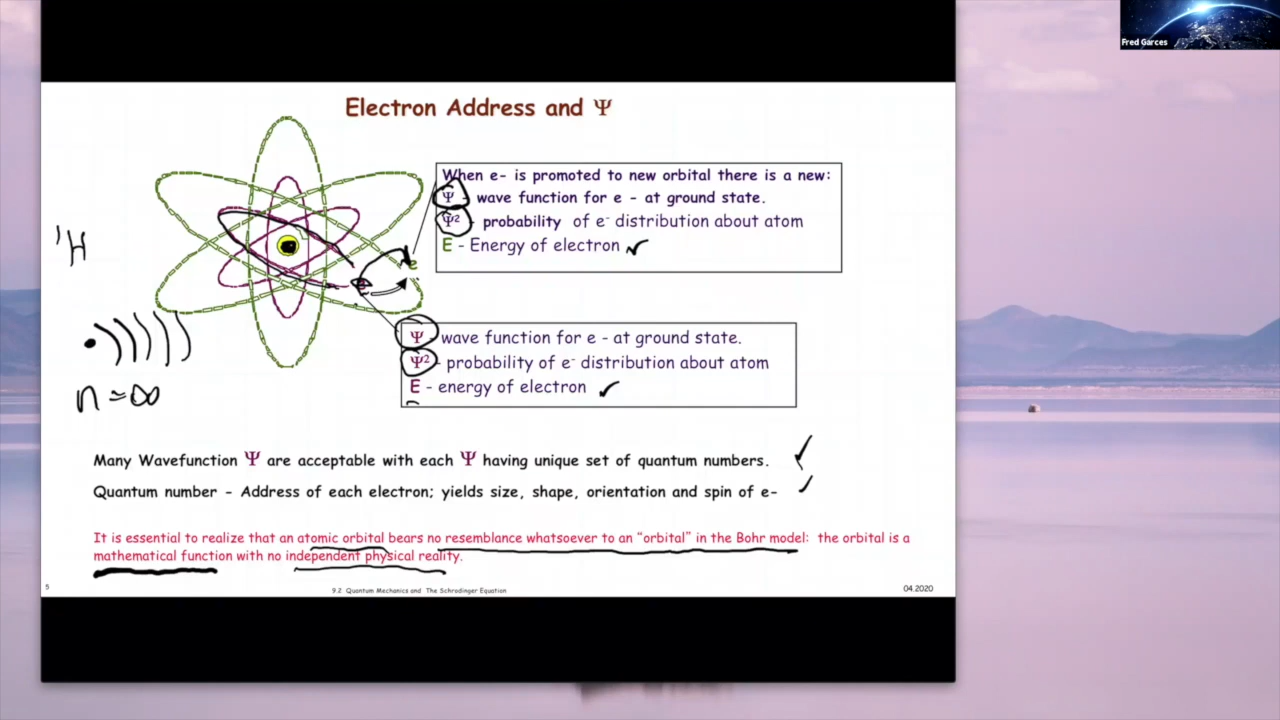 Fred Garces
Electron Address and Ψ
When e- is promoted to new orbital there is a new:
Ψ - wave function for e - at ground state.
Ψ² - probability of e⁻ distribution about atom
E - Energy of electron ✓
¹H
e
e
Ψ - wave function for e - at ground state.
Ψ² - probability of e⁻ distribution about atom
E - energy of electron ✓
n = ∞
Many Wavefunction Ψ are acceptable with each Ψ having unique set of quantum numbers. ✓
Quantum number - Address of each electron; yields size, shape, orientation and spin of e- ✓
It is essential to realize that an atomic orbital bears no resemblance whatsoever to an “orbital” in the Bohr model: the orbital is a
mathematical function with no independent physical reality.
5
9.2 Quantum Mechanics and The Schrodinger Equation
04.2020